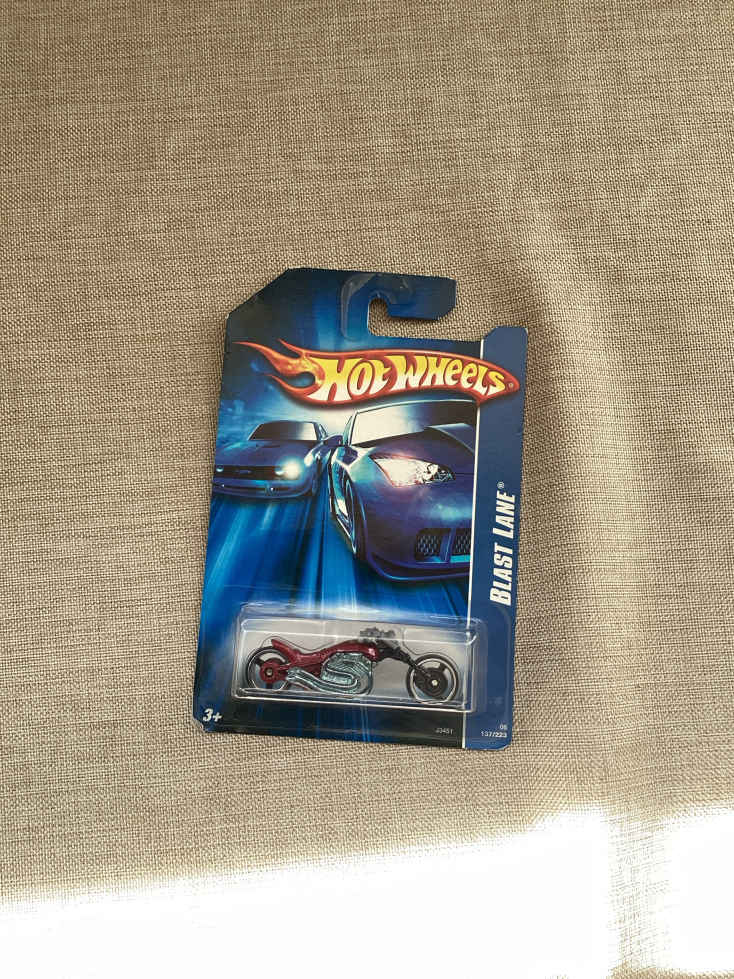 HOT WHEELS®
BLAST LANE®
3+
J3451
06
137/223